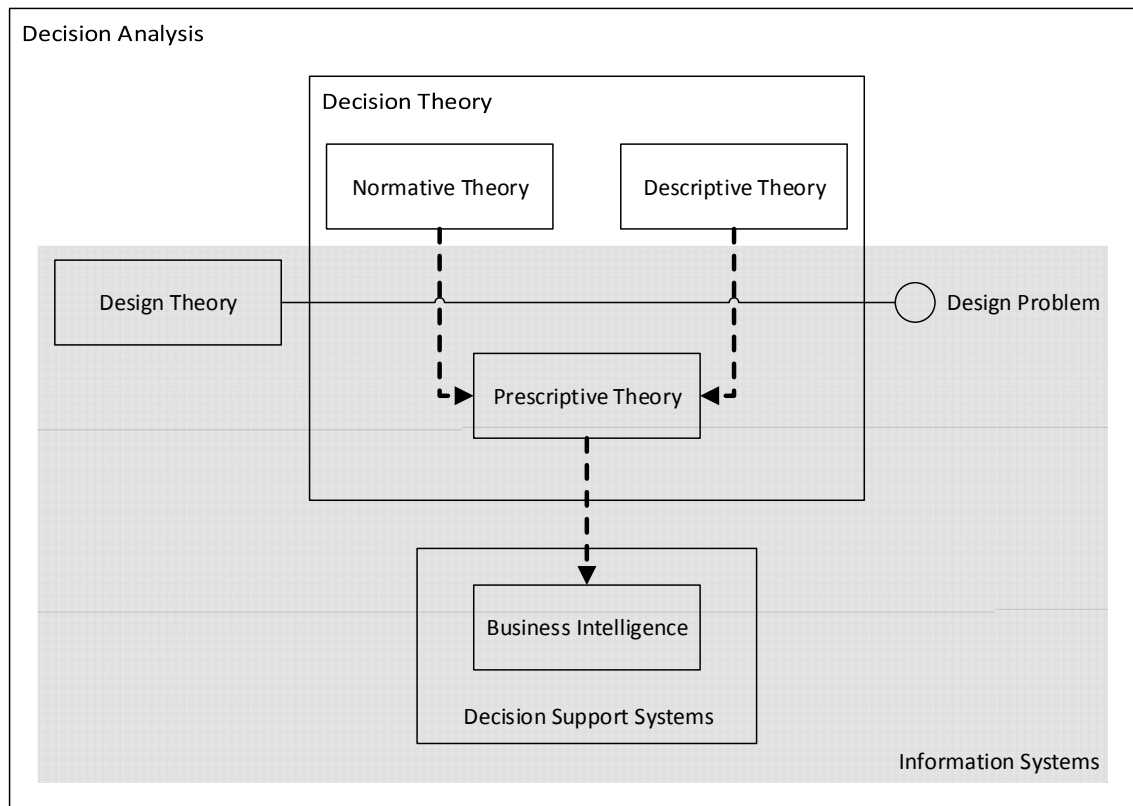 Decision Analysis
Decision Theory
Normative Theory
Descriptive Theory
Design Theory
Design Problem
Prescriptive Theory
Business Intelligence
Decision Support Systems
Information Systems